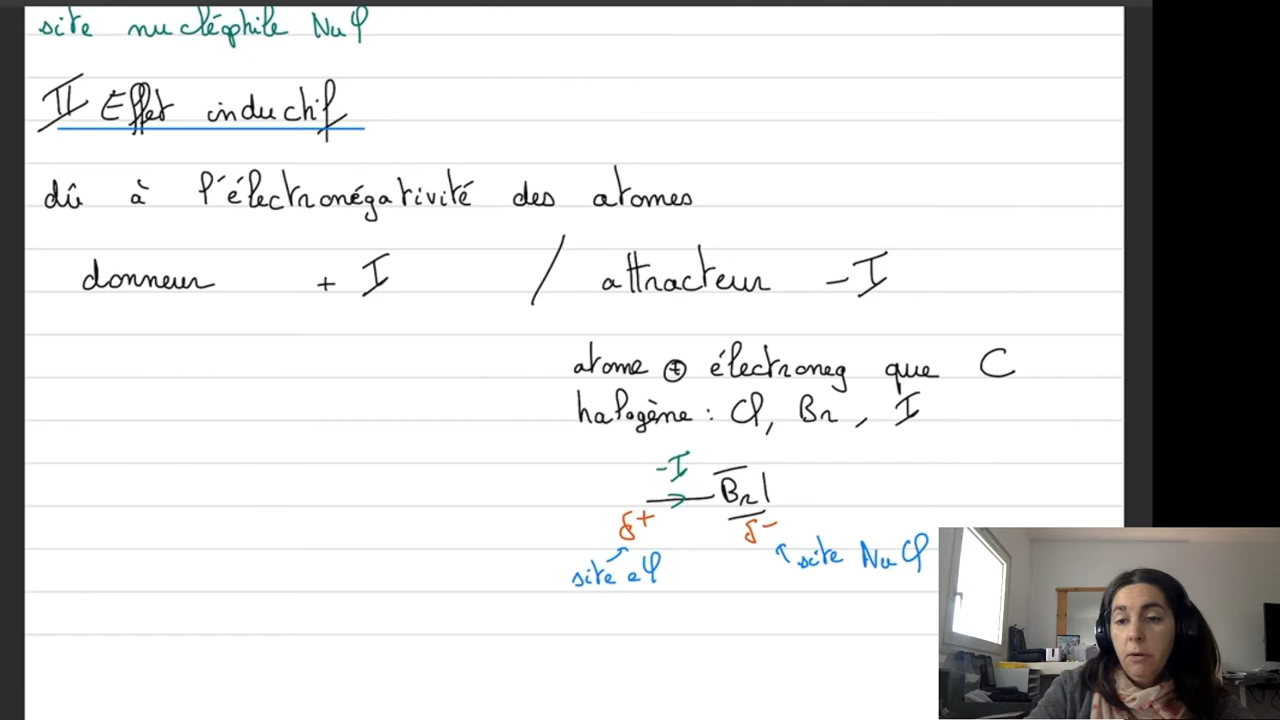 site nucléophile Nuφ
II Effet inductif
dû à l'électronégativité des atomes
donneur + I / attracteur - I
atome ⊕ électroneg que C
halogène : Cl, Br, I
-I
Br
δ+ δ-
site eφ site Nuφ